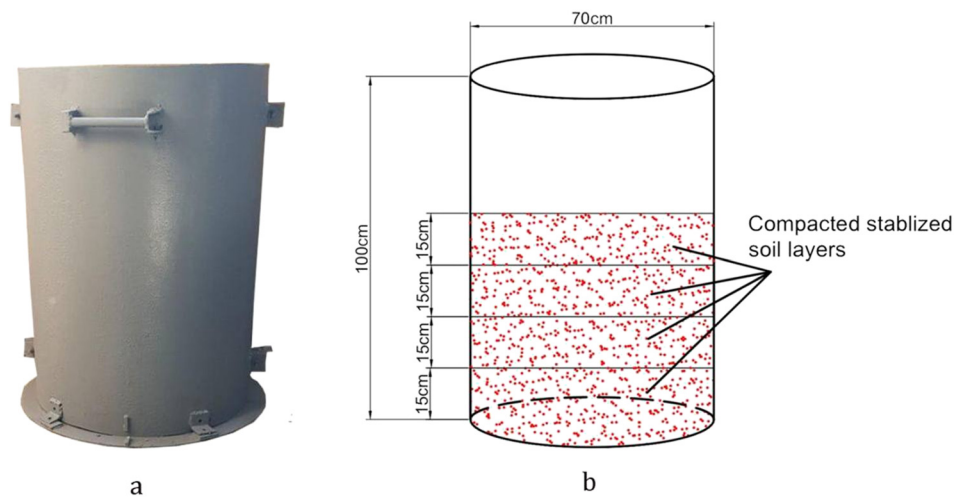 70cm
100cm
15cm
15cm
15cm
15cm
Compacted stablized
soil layers
a
b